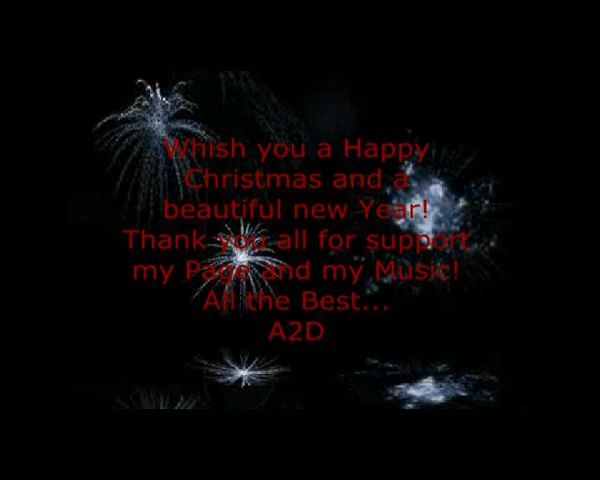 Whish you a Happy
Christmas and a
beautiful new Year!
Thank you all for support
my Page and my Music!
All the Best...
A2D